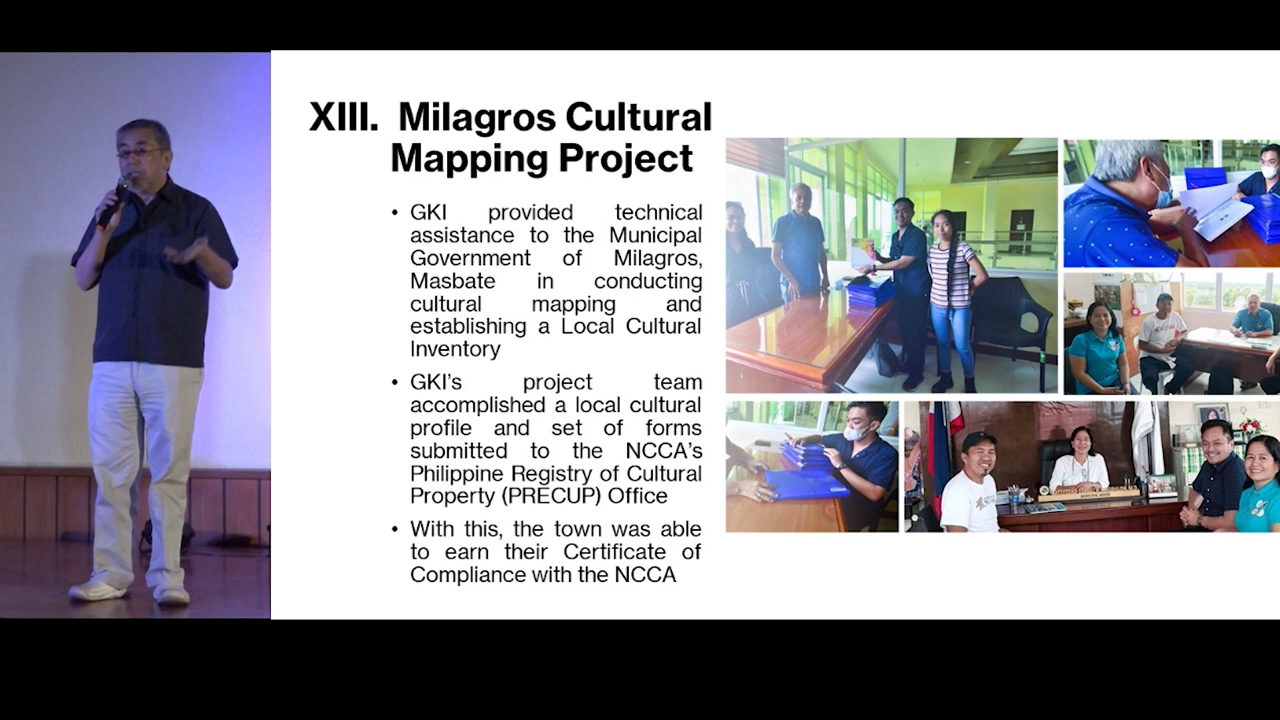 XIII. Milagros Cultural
Mapping Project
• GKI provided technical
assistance to the Municipal
Government of Milagros,
Masbate in conducting
cultural mapping and
establishing a Local Cultural
Inventory
• GKI’s project team
accomplished a local cultural
profile and set of forms
submitted to the NCCA’s
Philippine Registry of Cultural
Property (PRECUP) Office
• With this, the town was able
to earn their Certificate of
Compliance with the NCCA